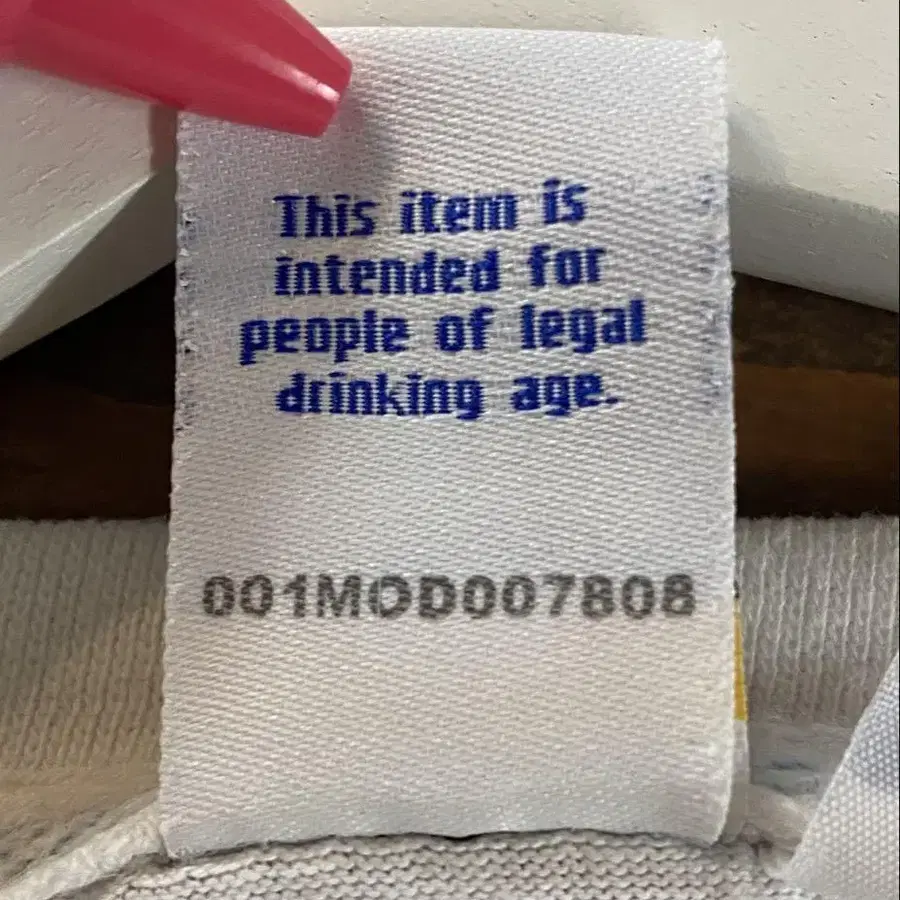 This item is
intended for
people of legal
drinking age.
001MOD007808